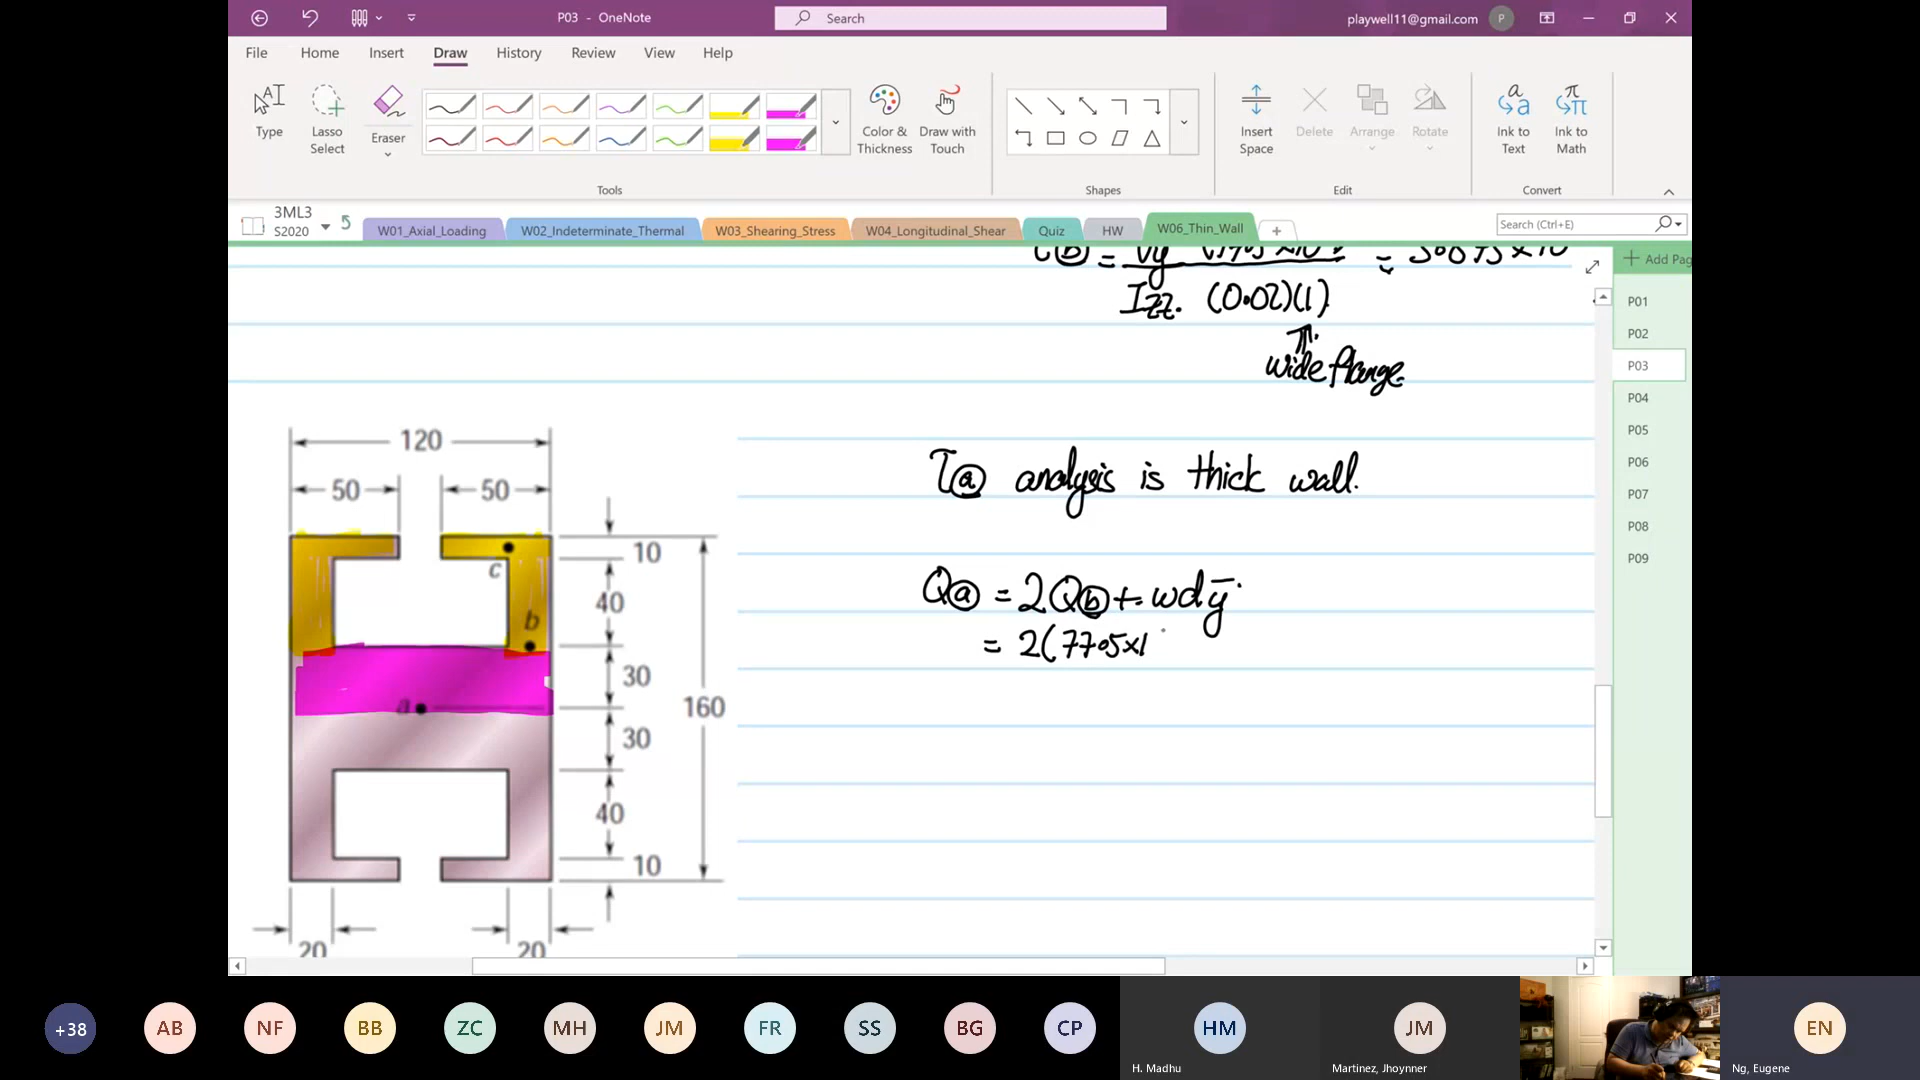 P03 - OneNote
Search
playwell11@gmail.com
P
File Home Insert Draw History Review View Help
Type
Lasso Select
Eraser
Color & Thickness
Draw with Touch
Insert Space
Delete
Arrange
Rotate
Ink to Text
Ink to Math
Tools
Shapes
Edit
Convert
3ML3 S2020
W01_Axial_Loading
W02_Indeterminate_Thermal
W03_Shearing_Stress
W04_Longitudinal_Shear
Quiz
HW
W06_Thin_Wall
+
Search (Ctrl+E)
+ Add Pag
P01
P02
P03
P04
P05
P06
P07
P08
P09
Izz. (0.02)(1)
wide flange
τⓐ analysis is thick wall.
Qⓐ = 2Qⓑ + wdȳ
= 2(7705x1
120
50
50
10
c
40
b
30
a
160
30
40
10
20
20
+38
AB
NF
BB
ZC
MH
JM
FR
SS
BG
CP
HM
H. Madhu
JM
Martinez, Jhoynner
EN
Ng, Eugene